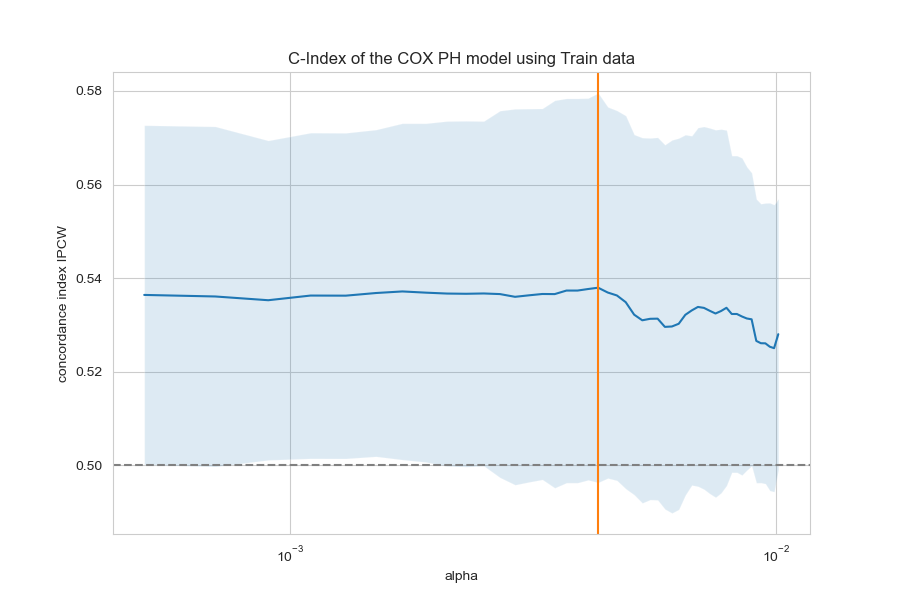 C-Index of the COX PH model using Train data
concordance index IPCW
0.58
0.56
0.54
0.52
0.50
10⁻³
10⁻²
alpha